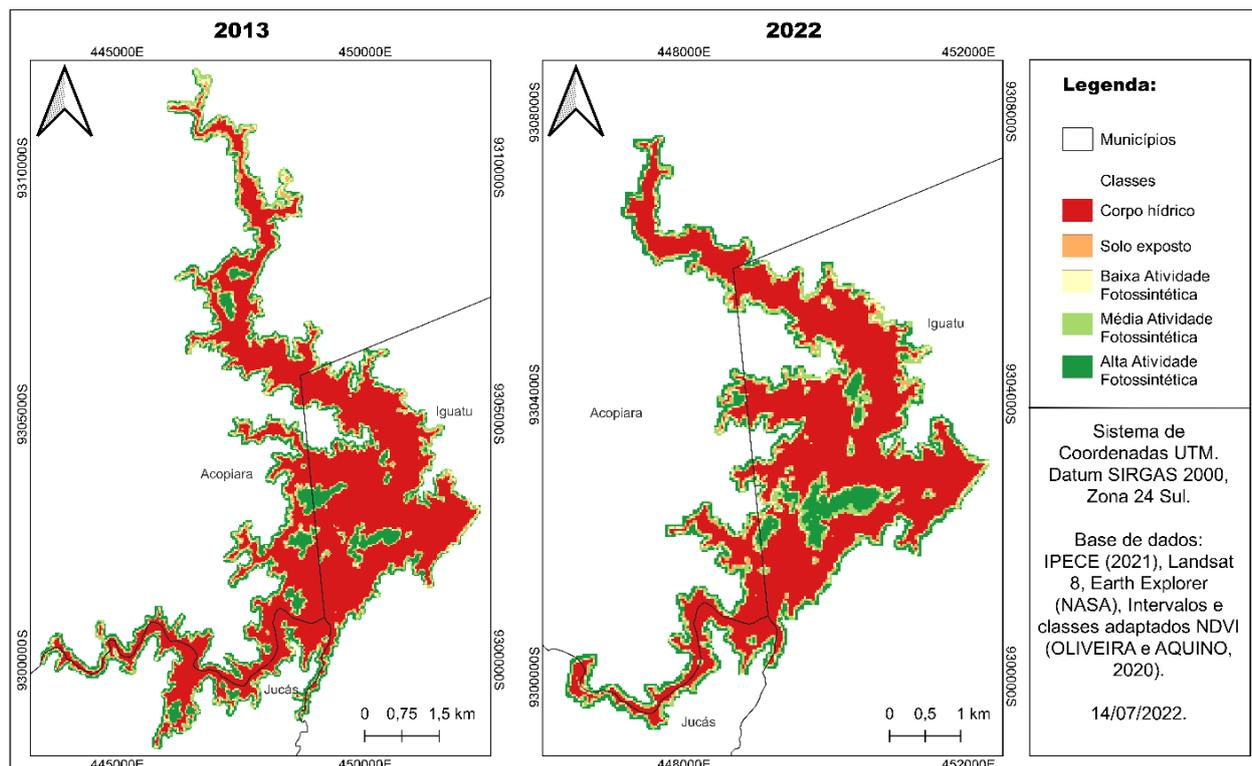 2013
445000E 450000E
9310000S
9310000S
9305000S
9305000S
Iguatu
Acopiara
9300000S
9300000S
Jucás
0 0,75 1,5 km
445000E 450000E
2022
448000E 452000E
9308000S
9308000S
Iguatu
9304000S
9304000S
Acopiara
9300000S
9300000S
Jucás
0 0,5 1 km
448000E 452000E
Legenda:
Municípios
Classes
Corpo hídrico
Solo exposto
Baixa Atividade
Fotossintética
Média Atividade
Fotossintética
Alta Atividade
Fotossintética
Sistema de
Coordenadas UTM.
Datum SIRGAS 2000,
Zona 24 Sul.
Base de dados:
IPECE (2021), Landsat
8, Earth Explorer
(NASA), Intervalos e
classes adaptados NDVI
(OLIVEIRA e AQUINO,
2020).
14/07/2022.